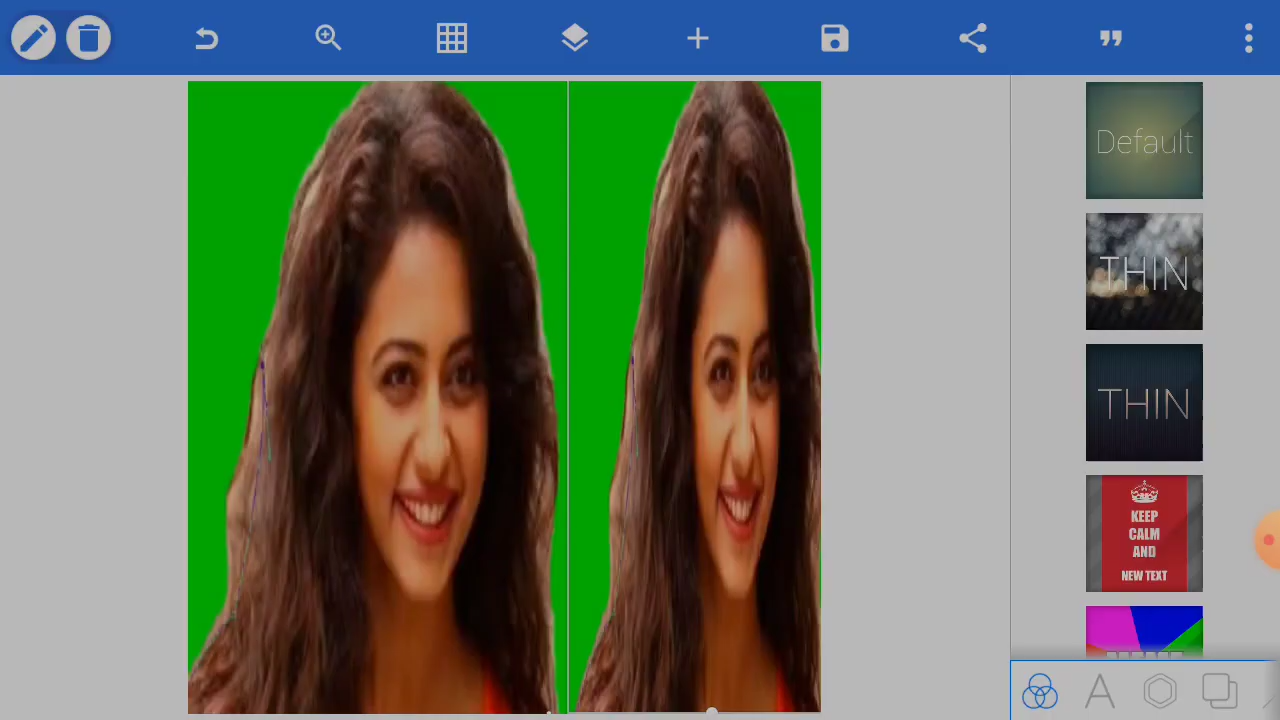 Default
THIN
THIN
KEEP
CALM
AND
NEW TEXT